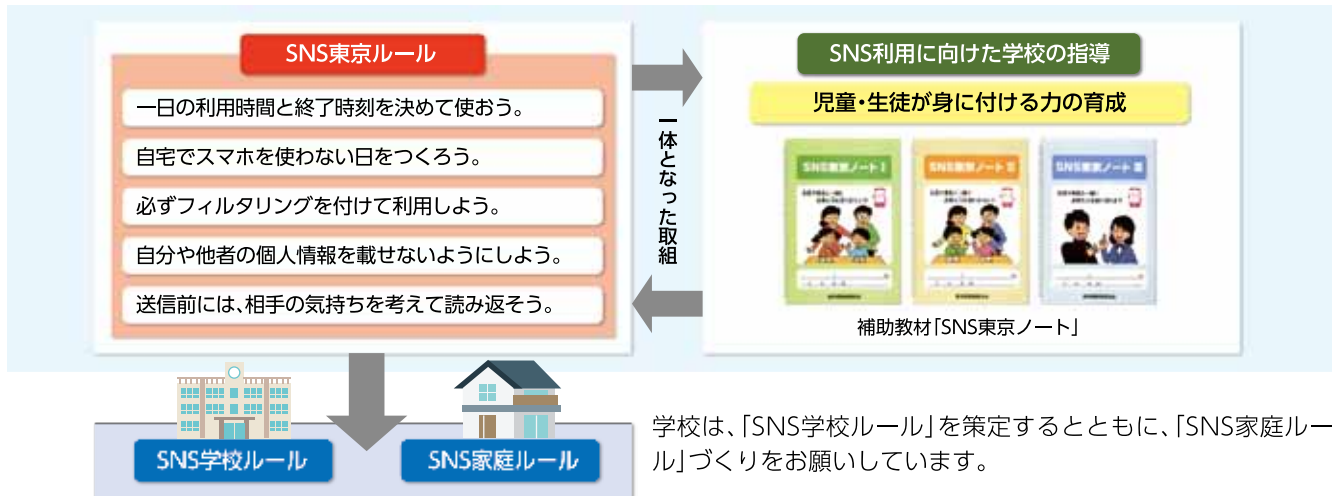 SNS東京ルール
一日の利用時間と終了時刻を決めて使おう。
自宅でスマホを使わない日をつくろう。
必ずフィルタリングを付けて利用しよう。
自分や他者の個人情報を載せないようにしよう。
送信前には、相手の気持ちを考えて読み返そう。
一体となった取組
SNS利用に向けた学校の指導
児童・生徒が身に付ける力の育成
SNS東京ノート Ⅰ
SNS東京ノート Ⅱ
SNS東京ノート Ⅲ
補助教材「SNS東京ノート」
SNS学校ルール
SNS家庭ルール
学校は、「SNS学校ルール」を策定するとともに、「SNS家庭ルー
ル」づくりをお願いしています。